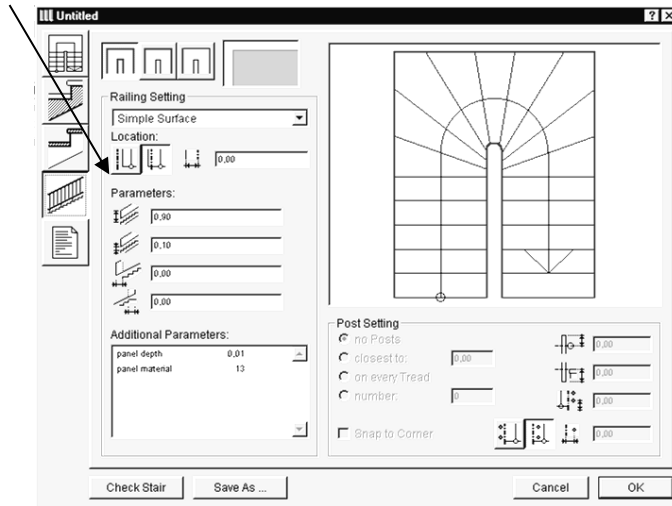 Untitled
Railing Setting
Simple Surface
Location:
0,00
Parameters:
0,90
0,10
0,00
0,00
Additional Parameters:
panel depth 0,01
panel material 13
Post Setting
no Posts
closest to: 0,00
on every Tread
number: 0
Snap to Corner
0,00
0,00
0,00
0,00
Check Stair
Save As ...
Cancel
OK